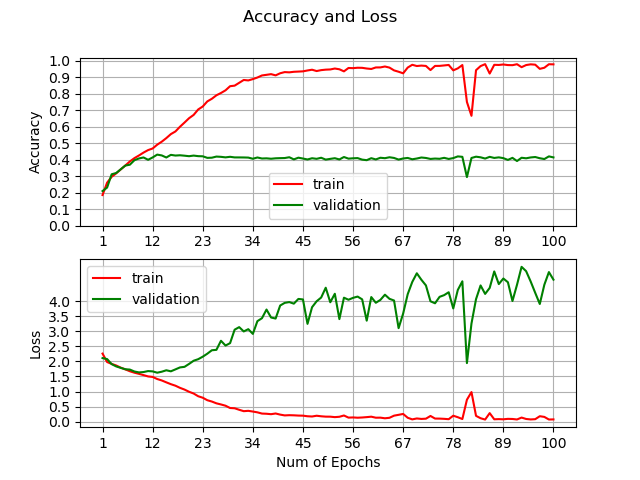 Accuracy and Loss
1.0
0.9
0.8
0.7
0.6
0.5
0.4
0.3
0.2
0.1
0.0
Accuracy
train
validation
1 12 23 34 45 56 67 78 89 100
train
validation
4.0
3.5
3.0
2.5
2.0
1.5
1.0
0.5
0.0
Loss
1 12 23 34 45 56 67 78 89 100
Num of Epochs